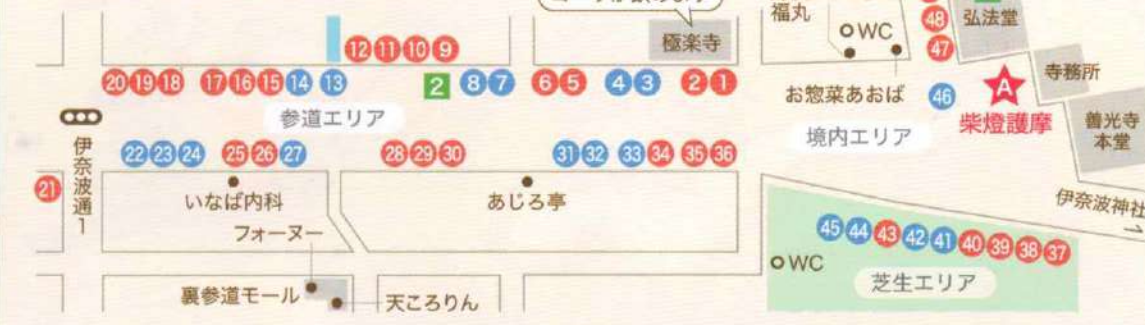 福丸
WC
極楽寺
48
弘法堂
12 11 10 9
47
寺務所
20 19 18 17 16 15 14 13
2
8 7 6 5 4 3 2 1
お惣菜あおば
46
A
柴燈護摩
善光寺
本堂
参道エリア
境内エリア
伊奈波通1
22 23 24 25 26 27 28 29 30 31 32 33 34 35 36
21
いなば内科
あじろ亭
伊奈波神社
フォーヌー
45 44 43 42 41 40 39 38 37
WC
芝生エリア
裏参道モール
天ころりん